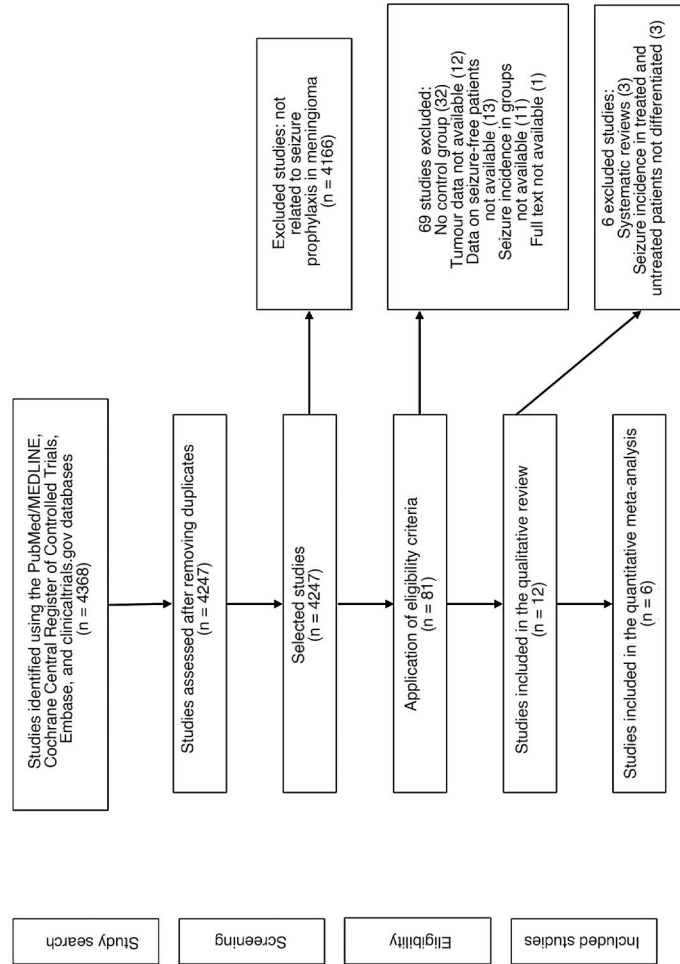 Studies identified using the PubMed/MEDLINE,
Cochrane Central Register of Controlled Trials,
Embase, and clinicaltrials.gov databases
(n = 4368)
Studies assessed after removing duplicates
(n = 4247)
Selected studies
(n = 4247)
Excluded studies: not
related to seizure
prophylaxis in meningioma
(n = 4166)
Application of eligibility criteria
(n = 81)
69 studies excluded:
No control group (32)
Tumour data not available (12)
Data on seizure-free patients
not available (13)
Seizure incidence in groups
not available (11)
Full text not available (1)
Studies included in the qualitative review
(n = 12)
6 excluded studies:
Systematic reviews (3)
Seizure incidence in treated and
untreated patients not differentiated (3)
Studies included in the quantitative meta-analysis
(n = 6)
Study search
Screening
Eligibility
Included studies